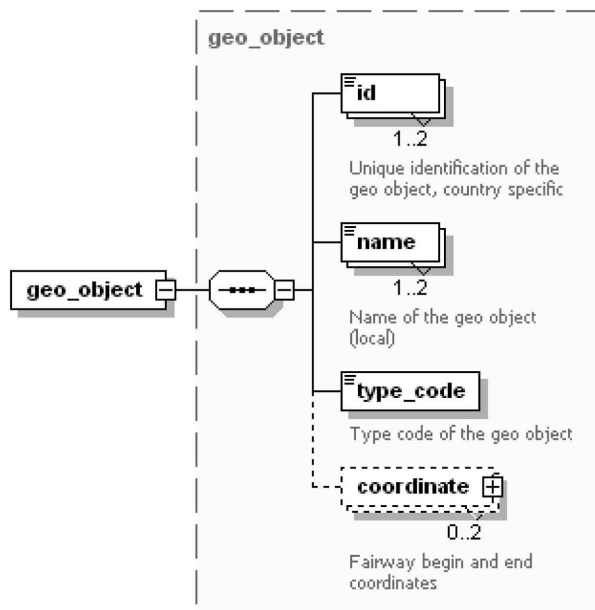 geo_object
id
1..2
Unique identification of the
geo object, country specific
name
1..2
Name of the geo object
(local)
geo_object
type_code
Type code of the geo object
coordinate
0..2
Fairway begin and end
coordinates